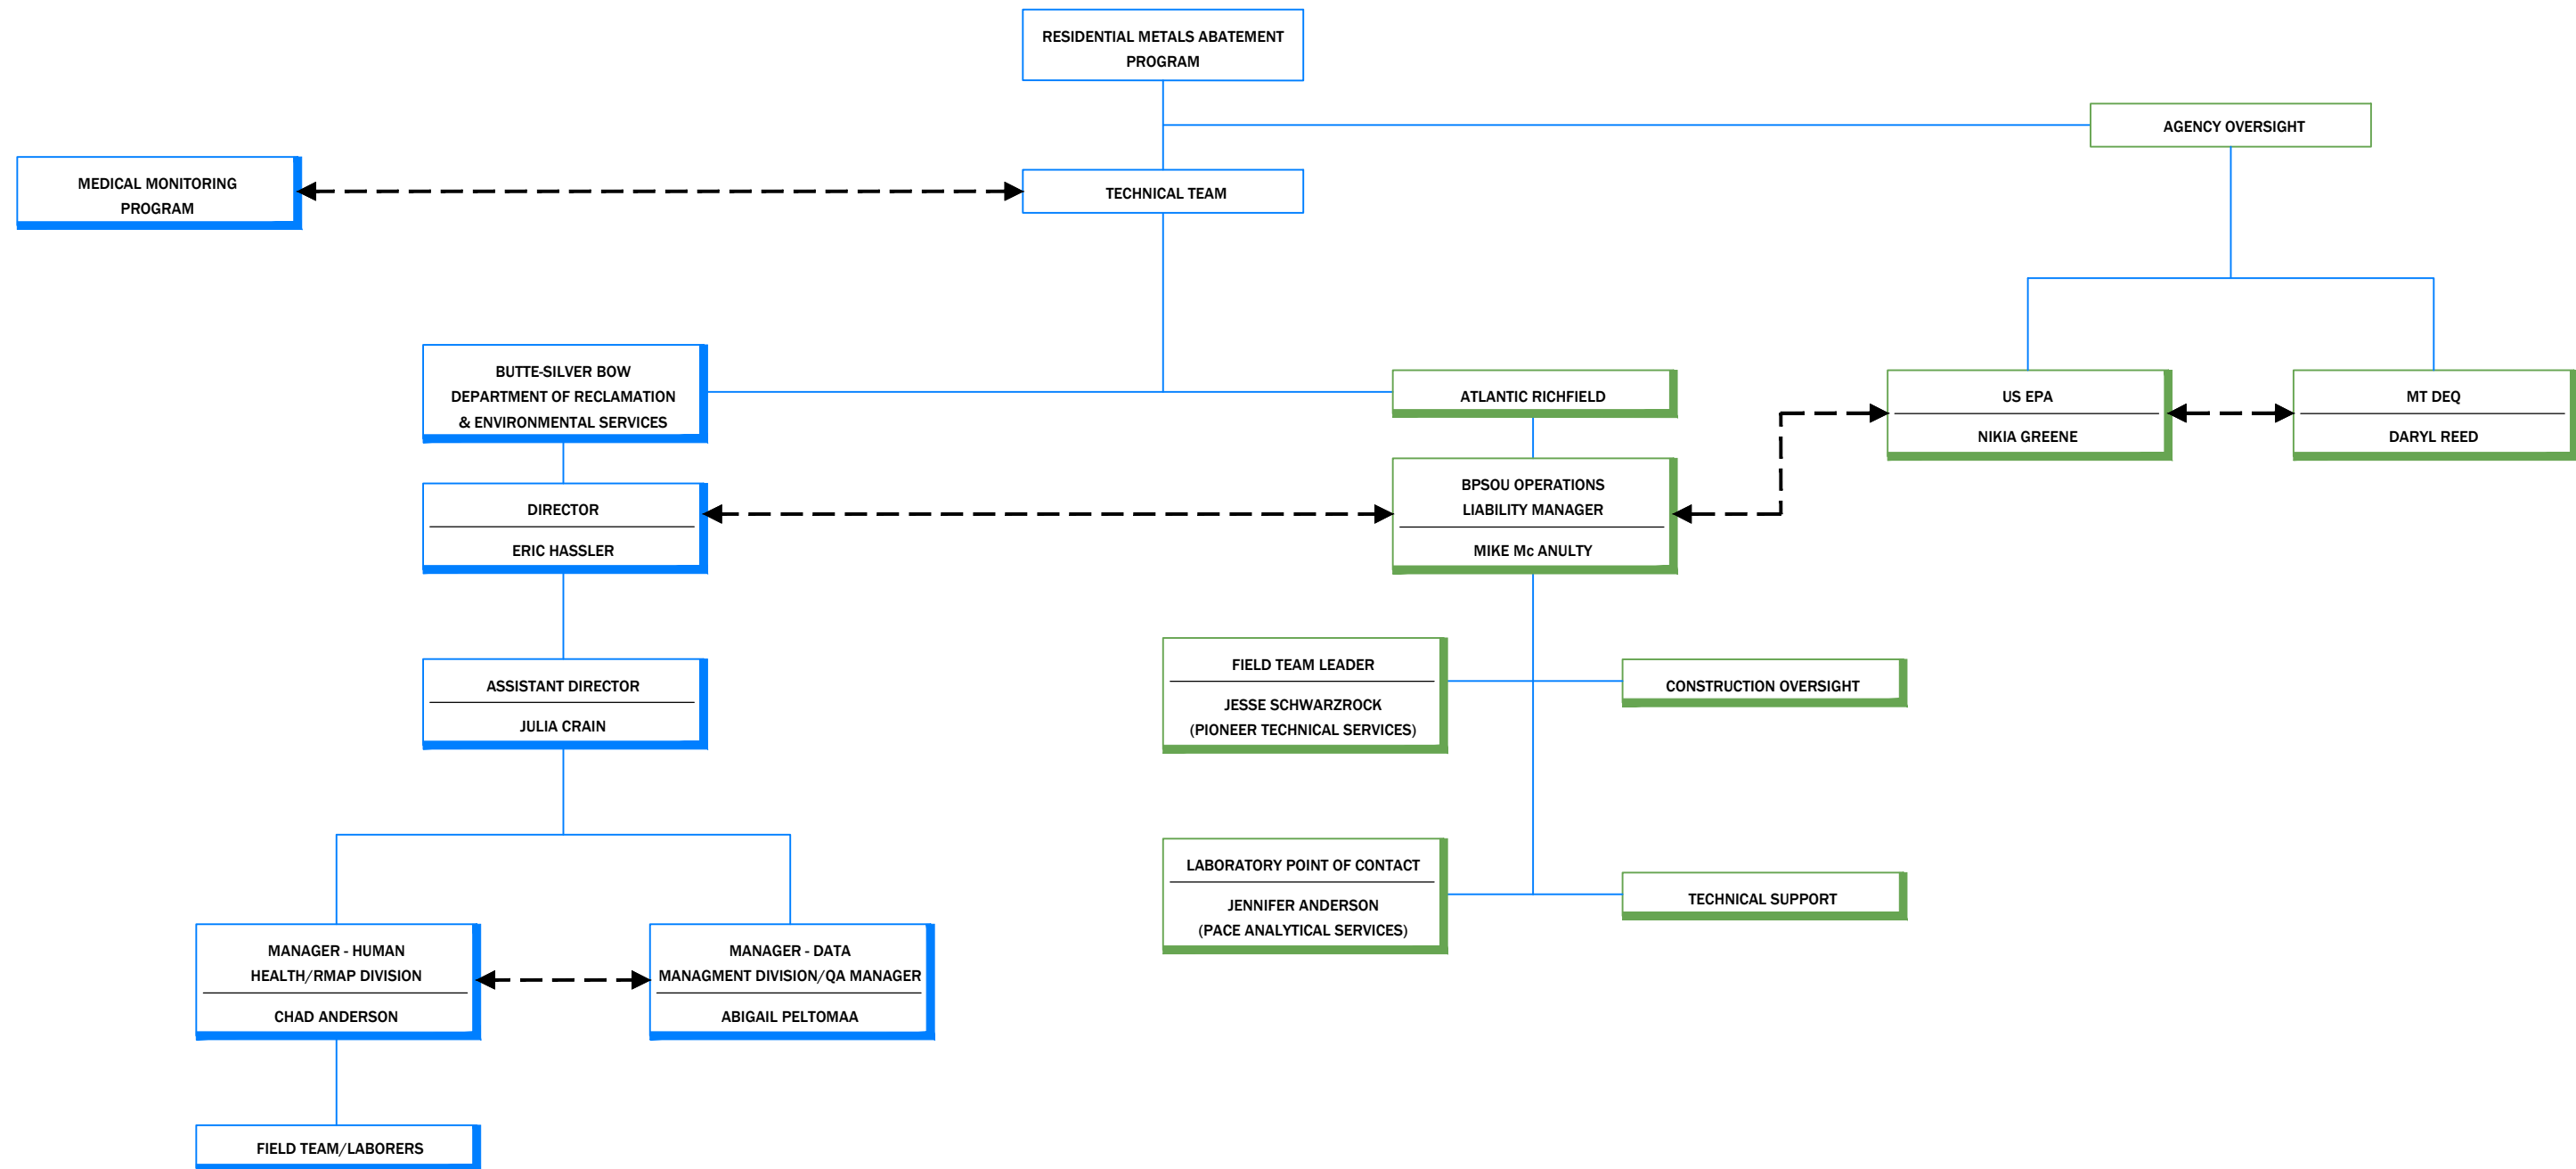 RESIDENTIAL METALS ABATEMENT
PROGRAM
AGENCY OVERSIGHT
MEDICAL MONITORING
PROGRAM
TECHNICAL TEAM
BUTTE-SILVER BOW
DEPARTMENT OF RECLAMATION
& ENVIRONMENTAL SERVICES
ATLANTIC RICHFIELD
US EPA
NIKIA GREENE
MT DEQ
DARYL REED
DIRECTOR
ERIC HASSLER
BPSOU OPERATIONS
LIABILITY MANAGER
MIKE Mc ANULTY
ASSISTANT DIRECTOR
JULIA CRAIN
FIELD TEAM LEADER
JESSE SCHWARZROCK
(PIONEER TECHNICAL SERVICES)
CONSTRUCTION OVERSIGHT
LABORATORY POINT OF CONTACT
JENNIFER ANDERSON
(PACE ANALYTICAL SERVICES)
TECHNICAL SUPPORT
MANAGER - HUMAN
HEALTH/RMAP DIVISION
CHAD ANDERSON
MANAGER - DATA
MANAGMENT DIVISION/QA MANAGER
ABIGAIL PELTOMAA
FIELD TEAM/LABORERS